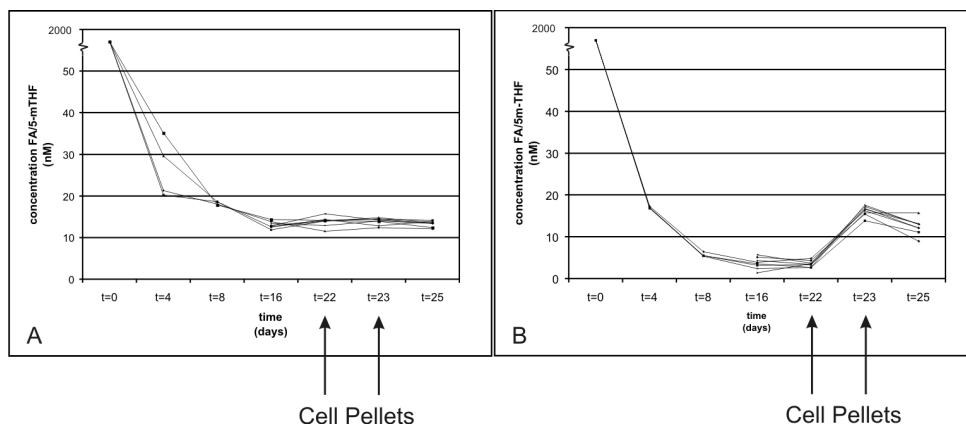 2000
50
40
30
20
10
0
concentration FA/5-mTHF
(nM)
t=0 t=4 t=8 t=16 t=22 t=23 t=25
time
(days)
A
Cell Pellets
2000
50
40
30
20
10
0
concentration FA/5m-THF
(nM)
t=0 t=4 t=8 t=16 t=22 t=23 t=25
time
(days)
B
Cell Pellets